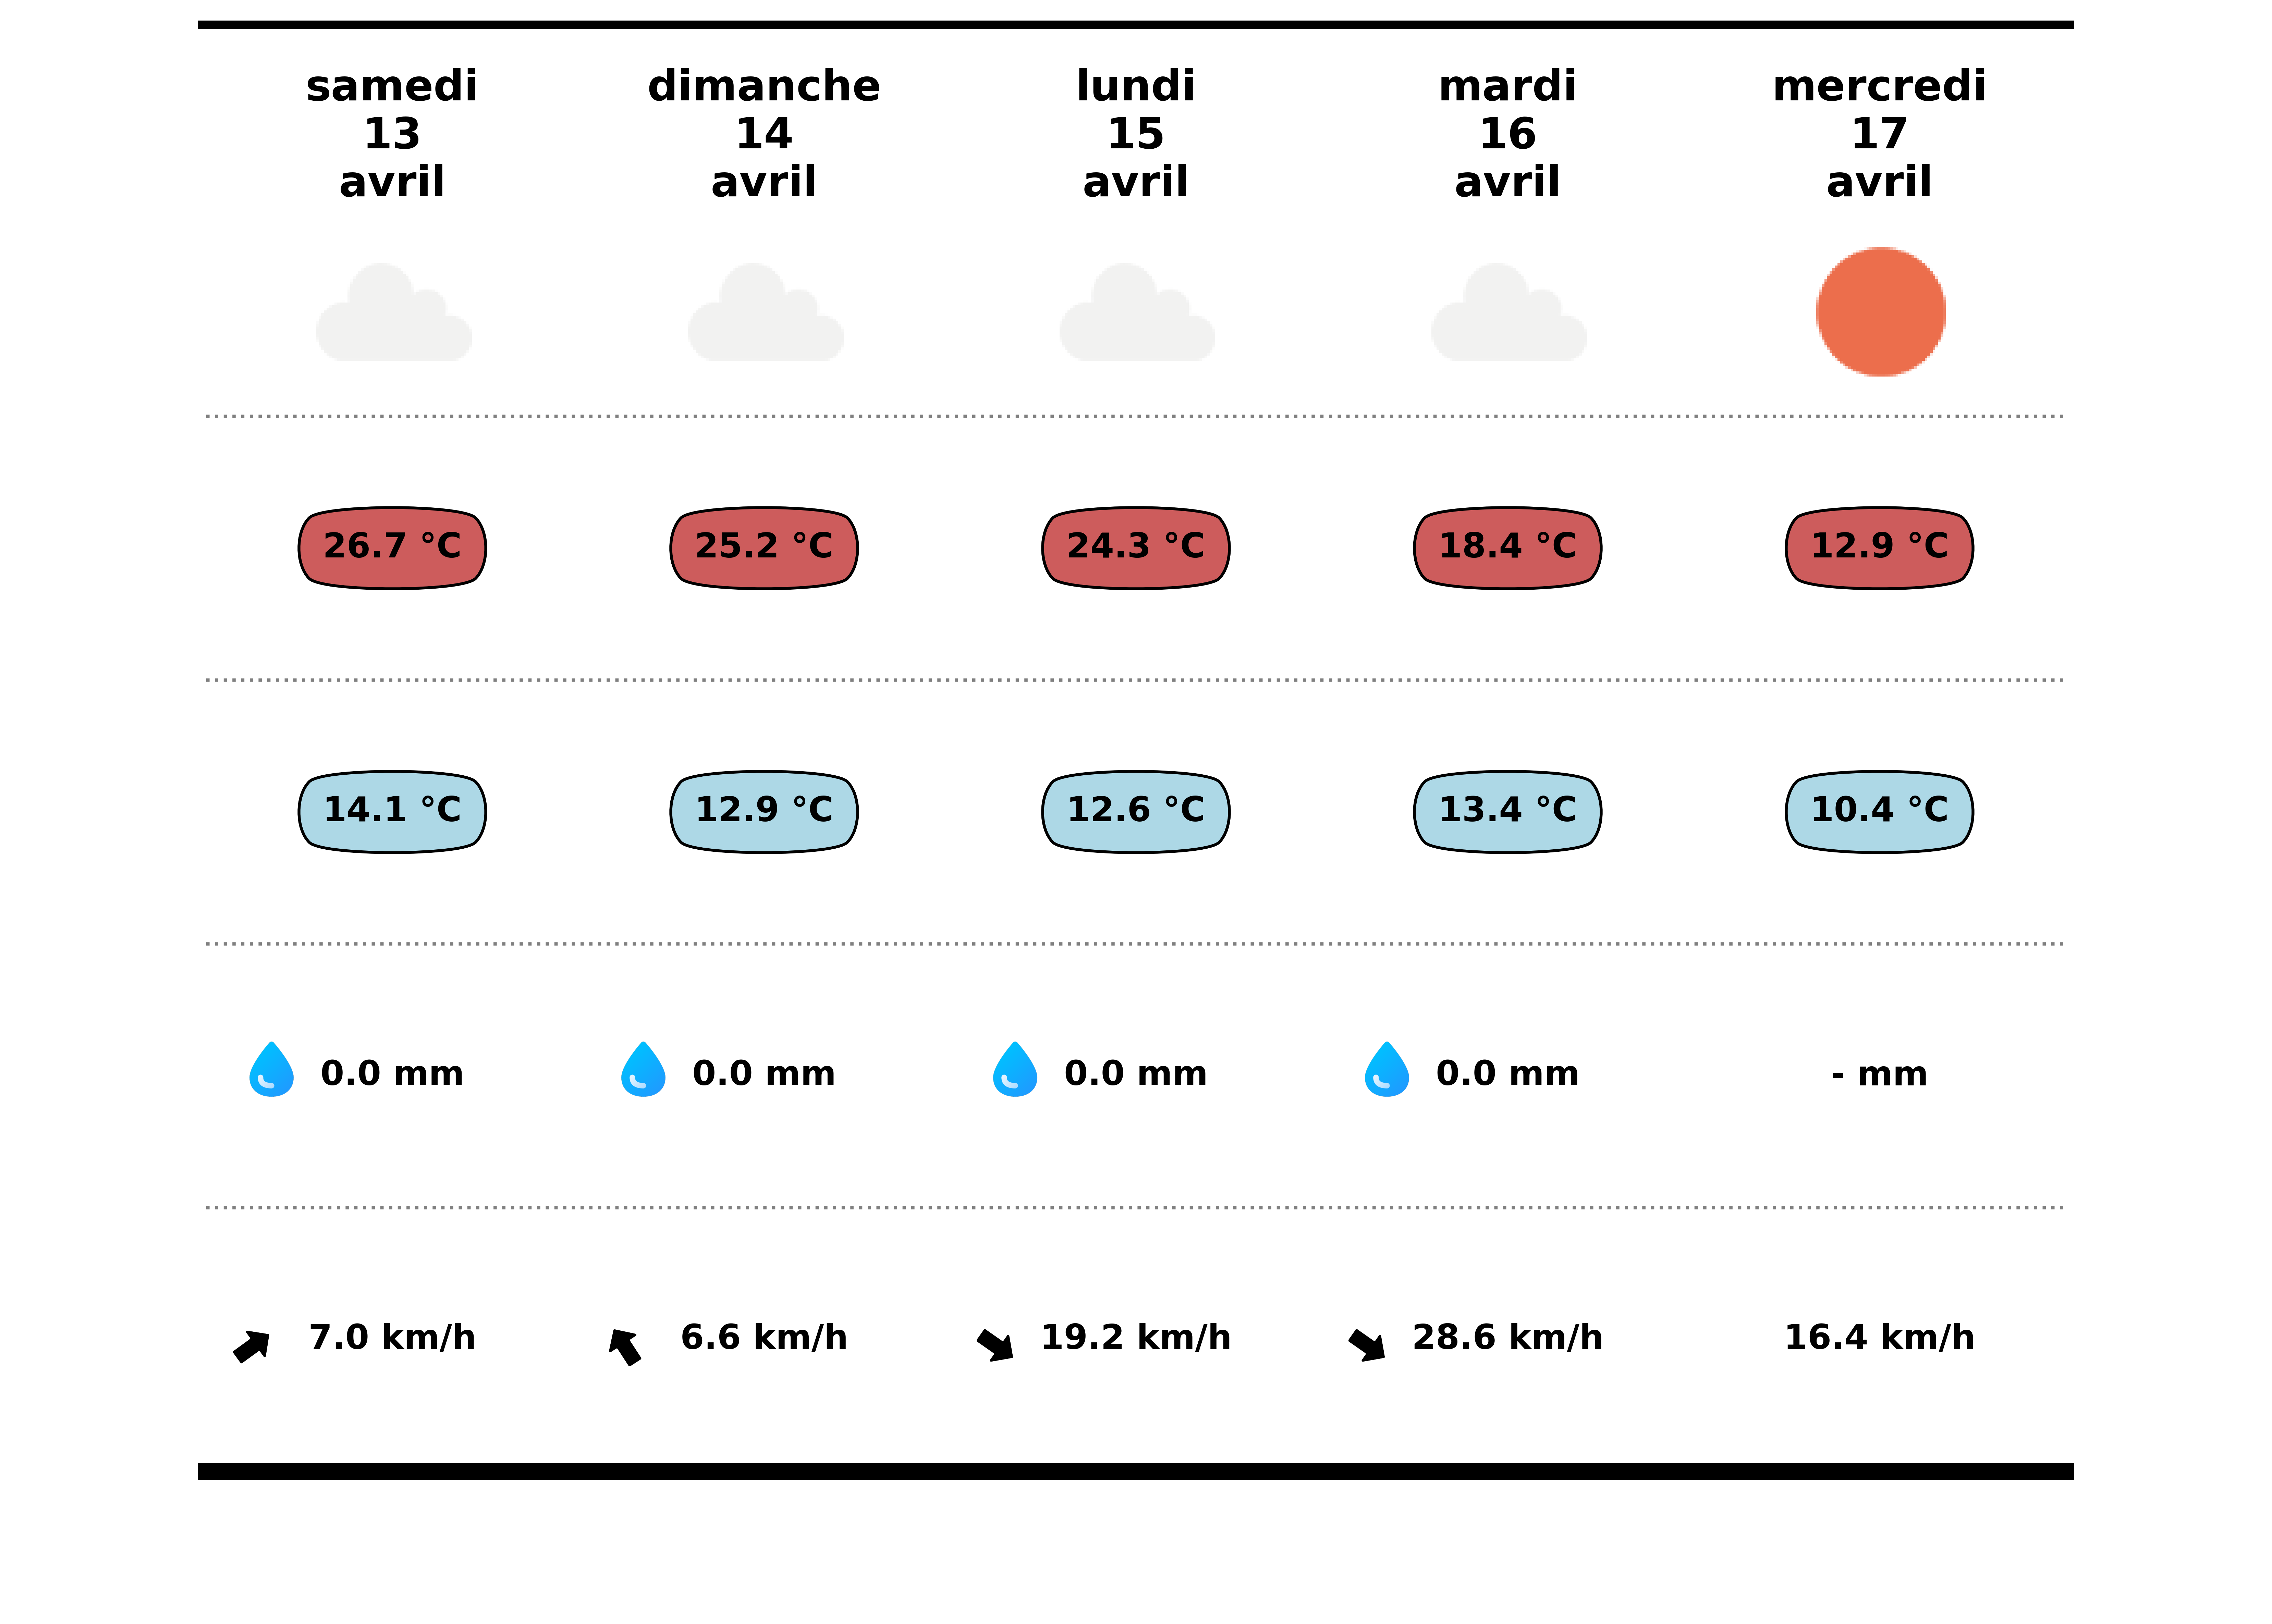 samedi
13
avril
dimanche
14
avril
lundi
15
avril
mardi
16
avril
mercredi
17
avril
26.7 °C
25.2 °C
24.3 °C
18.4 °C
12.9 °C
14.1 °C
12.9 °C
12.6 °C
13.4 °C
10.4 °C
0.0 mm
0.0 mm
0.0 mm
0.0 mm
- mm
7.0 km/h
6.6 km/h
19.2 km/h
28.6 km/h
16.4 km/h